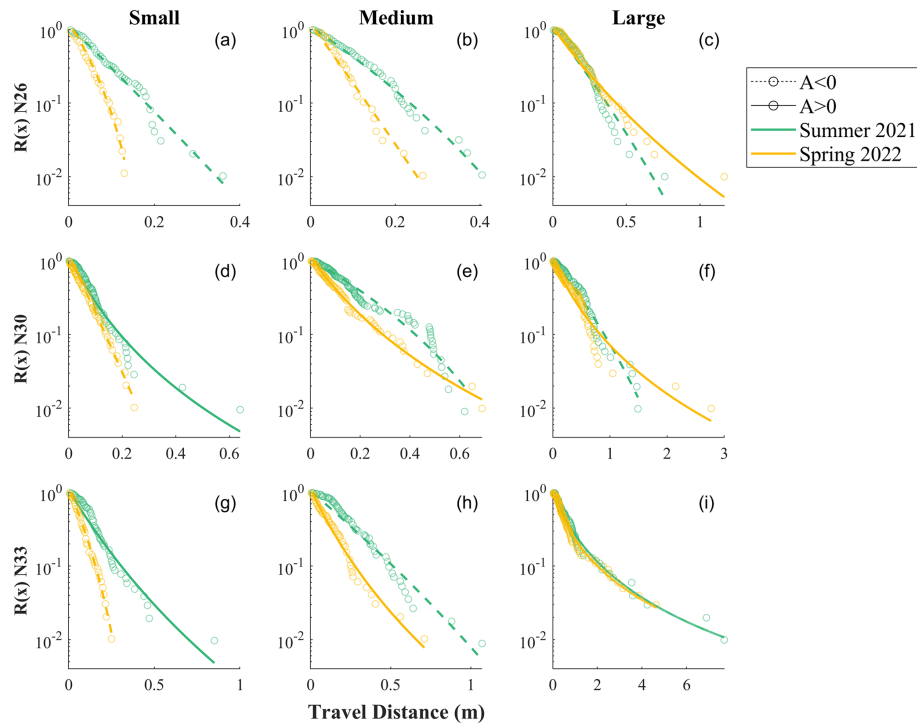 Small Medium Large
(a) (b) (c)
R(x) N26
10^0 10^-1 10^-2
0 0.2 0.4
0 0.2 0.4
0 0.5 1
A<0
A>0
Summer 2021
Spring 2022
(d) (e) (f)
R(x) N30
10^0 10^-1 10^-2
0 0.2 0.4 0.6
0 0.2 0.4 0.6
0 1 2 3
(g) (h) (i)
R(x) N33
10^0 10^-1 10^-2
0 0.5 1
0 0.5 1
0 2 4 6
Travel Distance (m)